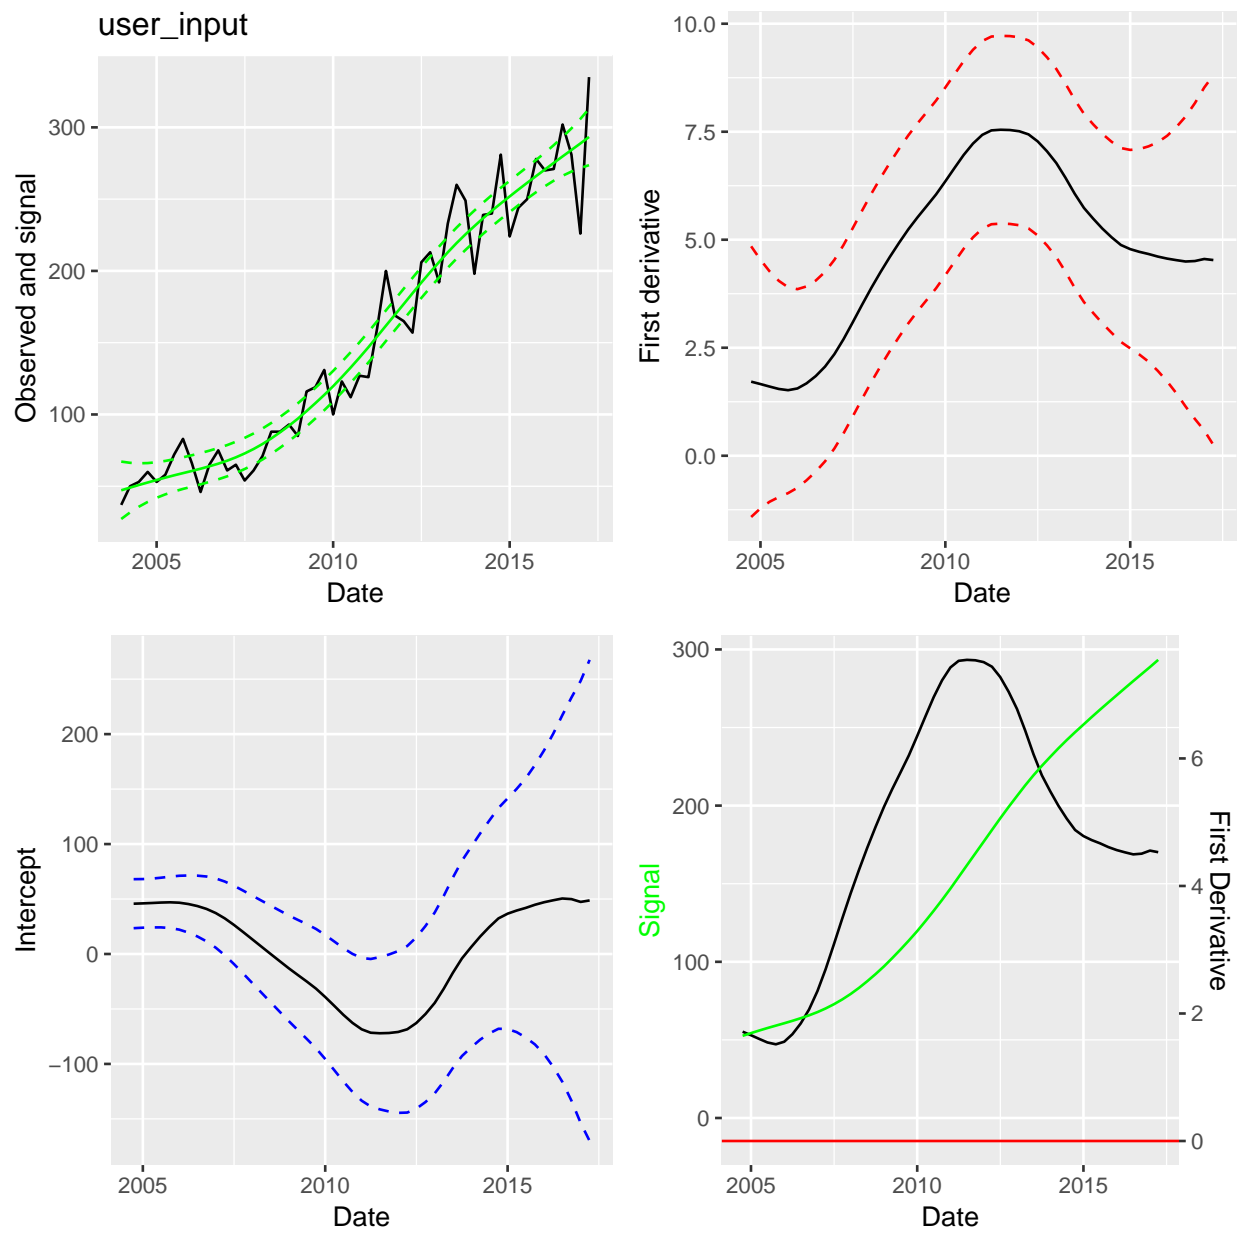 user_input
Observed and signal
300
200
100
2005 2010 2015
Date
First derivative
10.0
7.5
5.0
2.5
0.0
2005 2010 2015
Date
Intercept
200
100
0
−100
2005 2010 2015
Date
Signal
300
200
100
0
First Derivative
6
4
2
0
2005 2010 2015
Date